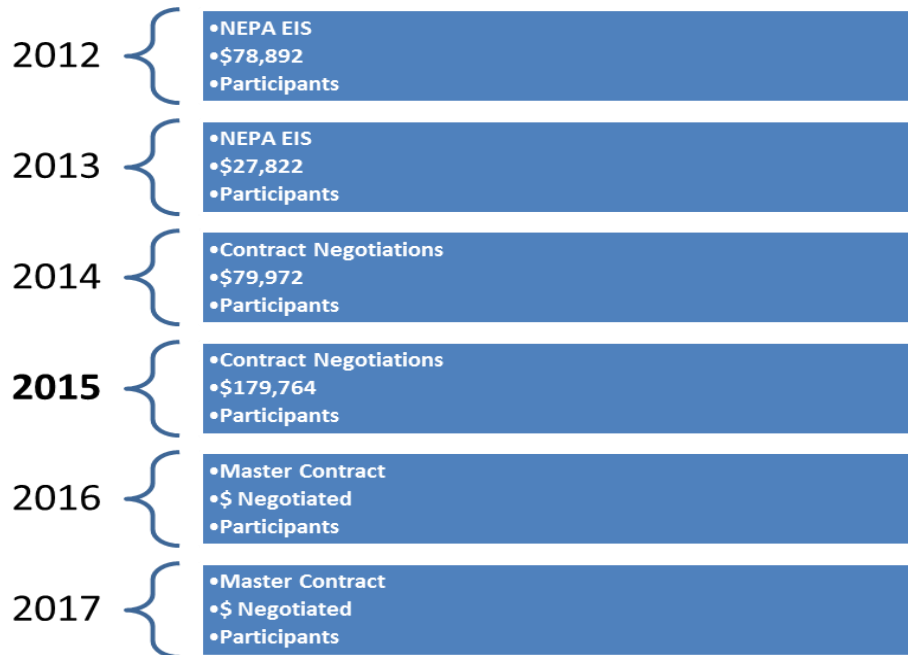 2012
•NEPA EIS
•$78,892
•Participants
2013
•NEPA EIS
•$27,822
•Participants
2014
•Contract Negotiations
•$79,972
•Participants
2015
•Contract Negotiations
•$179,764
•Participants
2016
•Master Contract
•$ Negotiated
•Participants
2017
•Master Contract
•$ Negotiated
•Participants